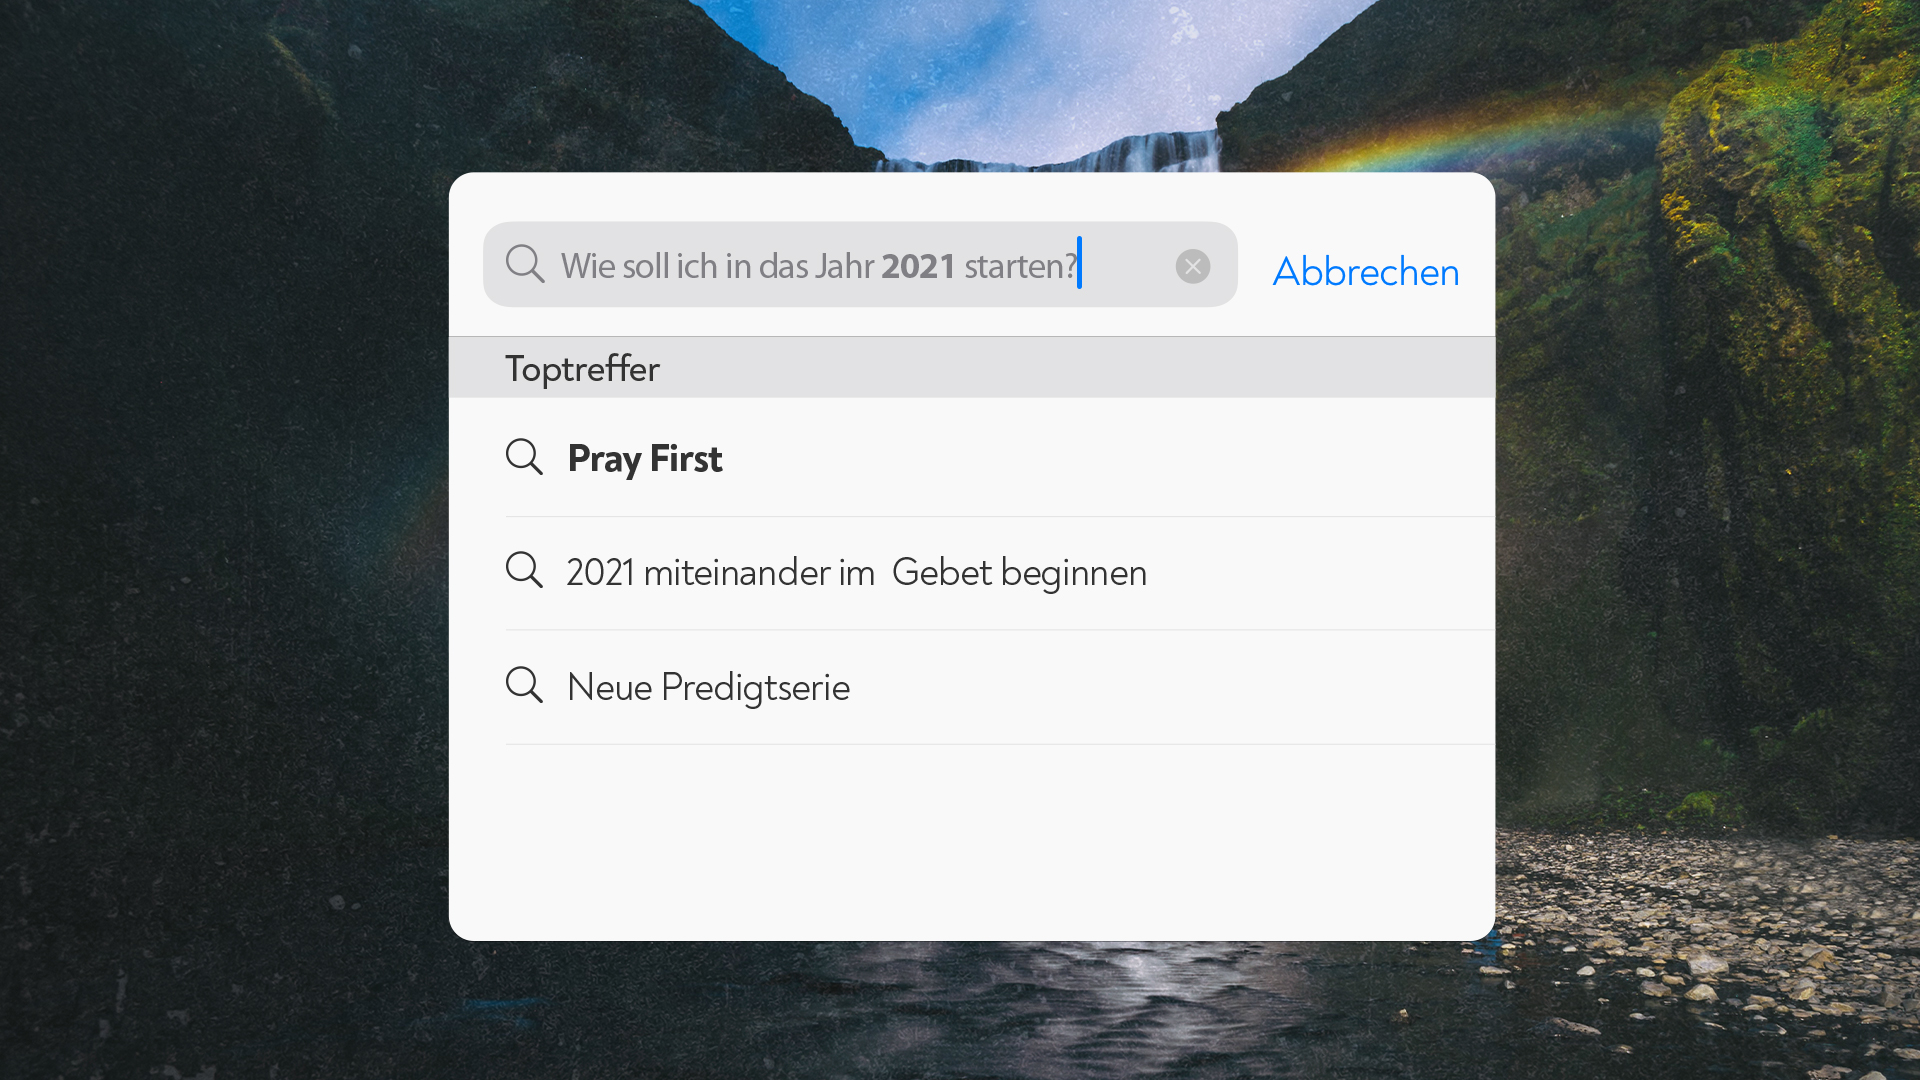 Wie soll ich in das Jahr 2021 starten?
Abbrechen
Toptreffer
Pray First
2021 miteinander im  Gebet beginnen
Neue Predigtserie